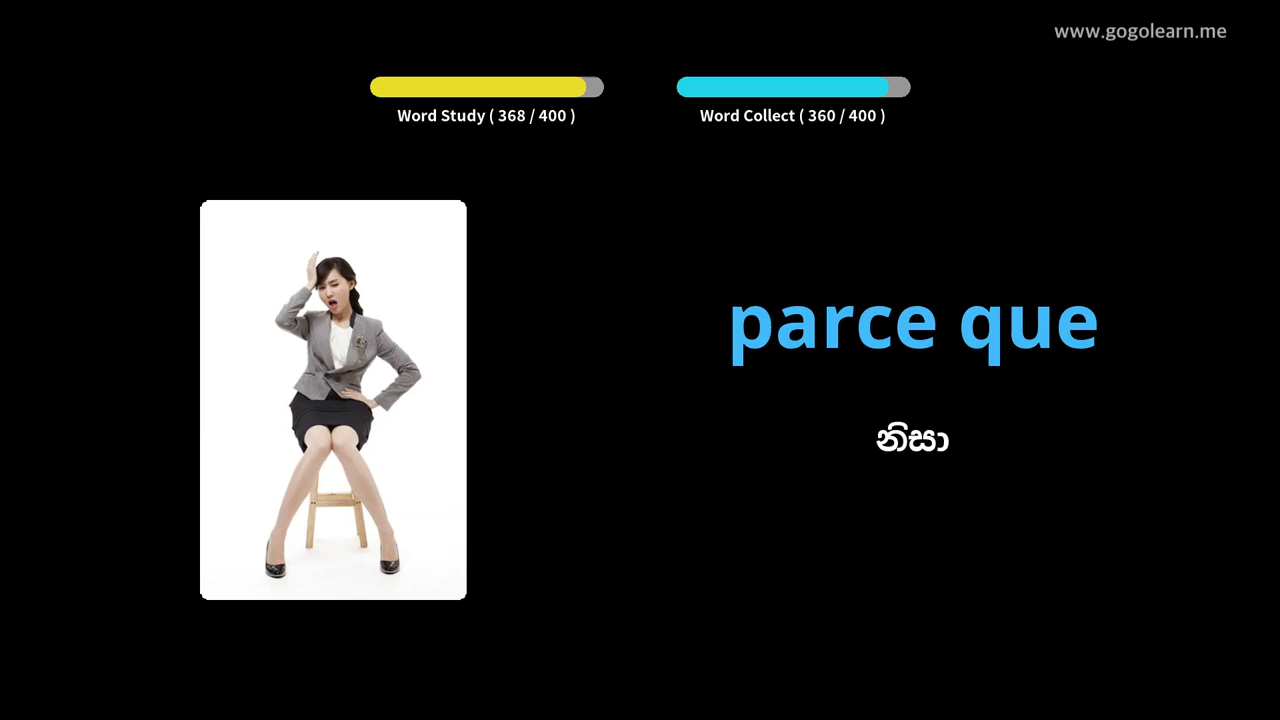 www.gogolearn.me
Word Study ( 368 / 400 )
Word Collect ( 360 / 400 )
parce que
නිසා